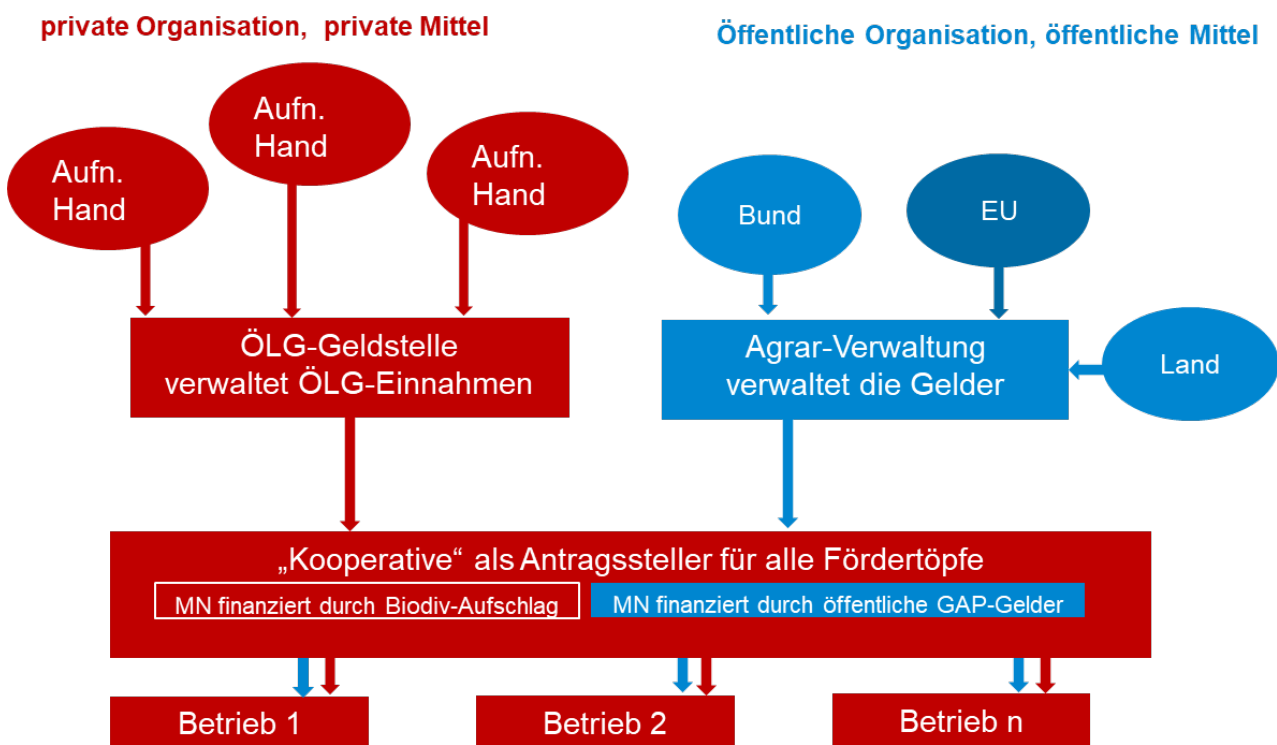 private Organisation, private Mittel
Öffentliche Organisation, öffentliche Mittel
Aufn.
Hand
Aufn.
Hand
Aufn.
Hand
Bund
EU
Land
ÖLG-Geldstelle
verwaltet ÖLG-Einnahmen
Agrar-Verwaltung
verwaltet die Gelder
„Kooperative“ als Antragssteller für alle Fördertöpfe
MN finanziert durch Biodiv-Aufschlag
MN finanziert durch öffentliche GAP-Gelder
Betrieb 1
Betrieb 2
Betrieb n